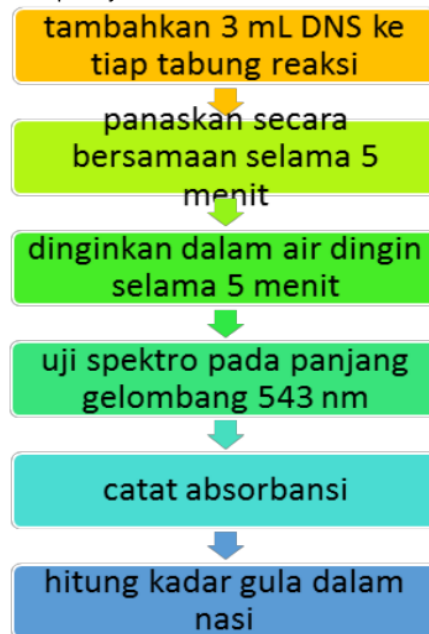 tambahkan 3 mL DNS ke
tiap tabung reaksi
panaskan secara
bersamaan selama 5
menit
dinginkan dalam air dingin
selama 5 menit
uji spektro pada panjang
gelombang 543 nm
catat absorbansi
hitung kadar gula dalam
nasi